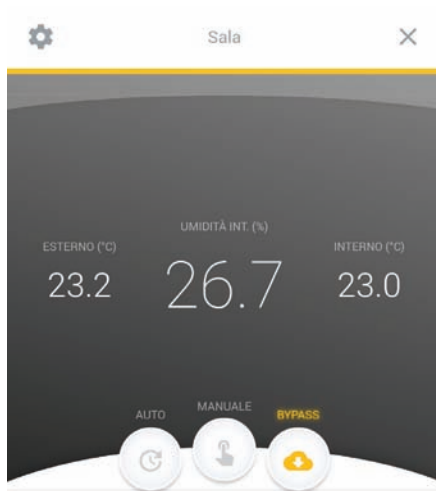 Sala
UMIDITÀ INT. (%)
ESTERNO (°C)
INTERNO (°C)
23.2
26.7
23.0
AUTO
MANUALE
BYPASS